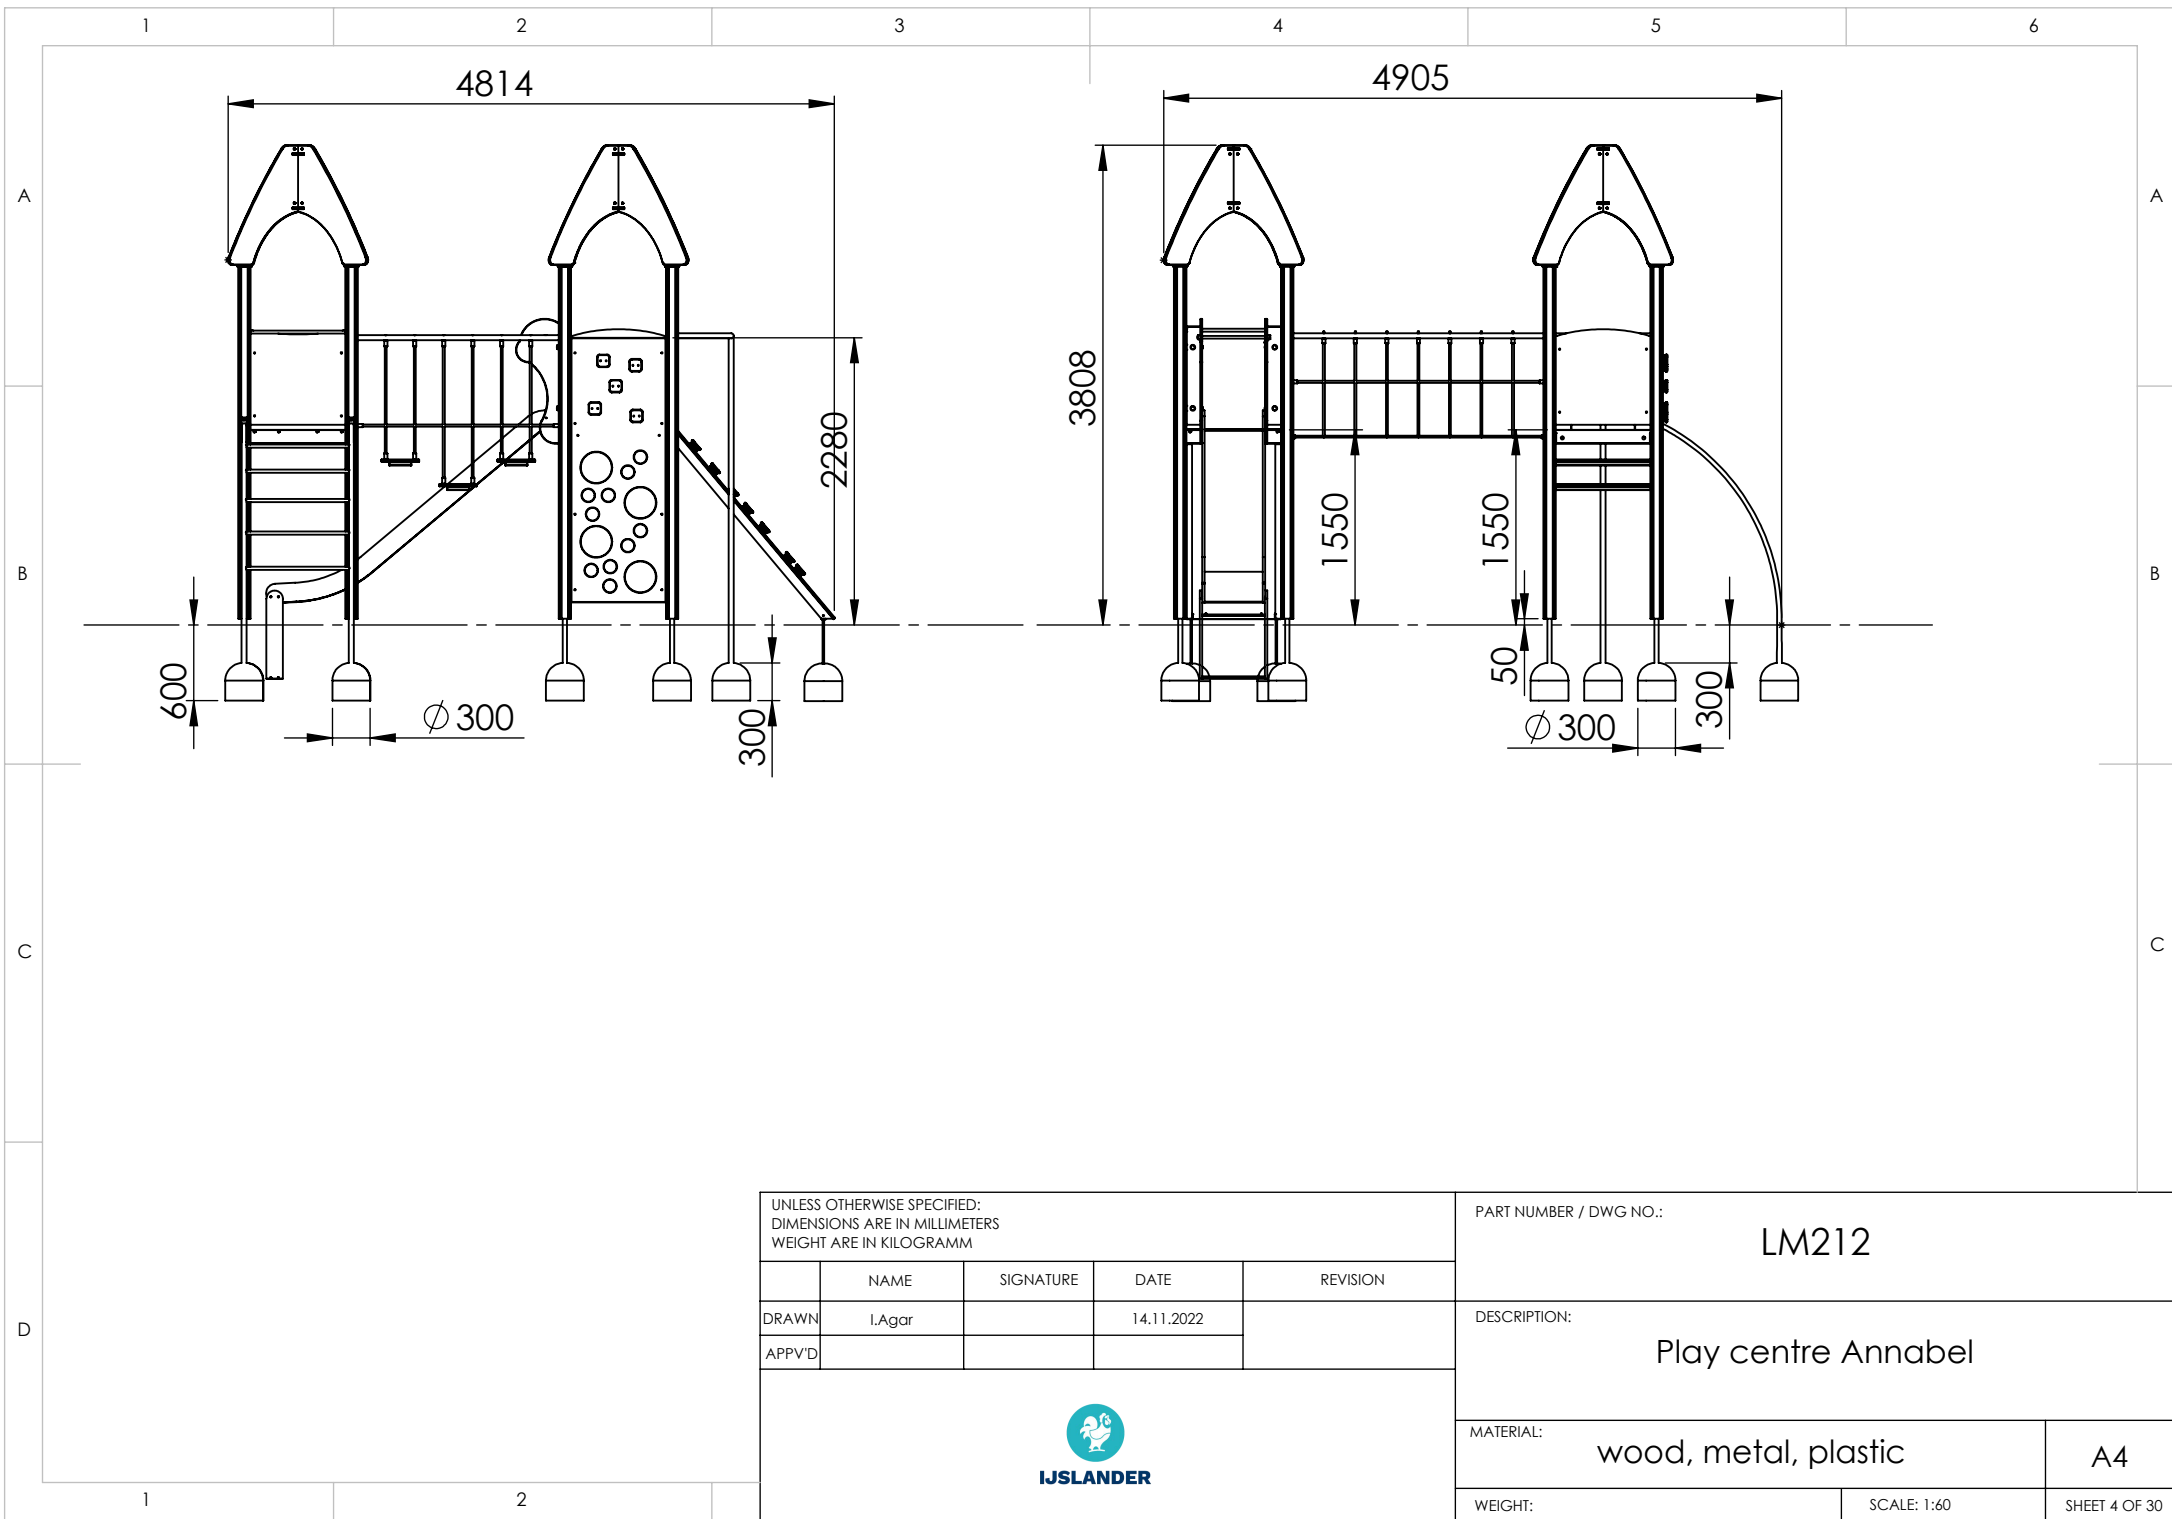 1 2 3 4 5 6
4814 4905
A A
3808
2280
1550 1550
B B
600 50
Ø 300 300 Ø 300 300
C C
UNLESS OTHERWISE SPECIFIED:
DIMENSIONS ARE IN MILLIMETERS
WEIGHT ARE IN KILOGRAMM
PART NUMBER / DWG NO.:
LM212
NAME SIGNATURE DATE REVISION
DRAWN I.Agar 14.11.2022
APPV'D
D
DESCRIPTION:
Play centre Annabel
MATERIAL:
wood, metal, plastic
A4
IJSLANDER
WEIGHT: SCALE: 1:60 SHEET 4 OF 30
1 2